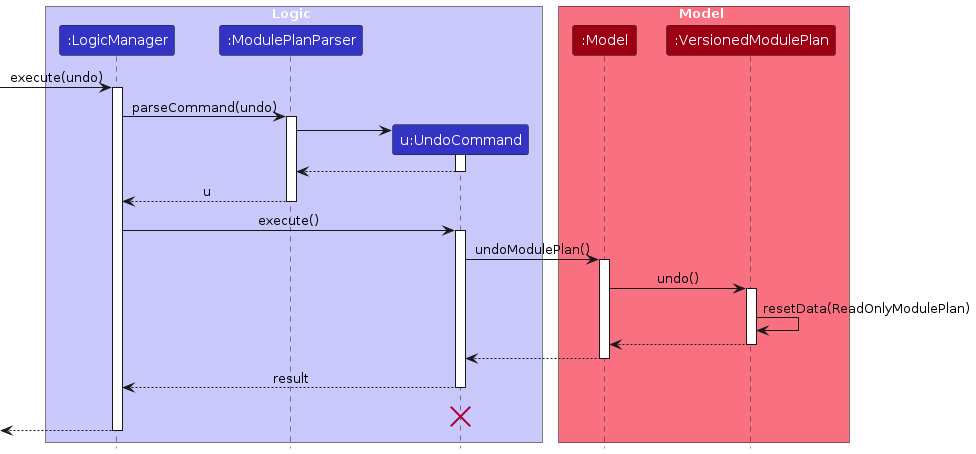 Logic
Model
:LogicManager
:ModulePlanParser
:Model
:VersionedModulePlan
execute(undo)
parseCommand(undo)
u:UndoCommand
u
execute()
undoModulePlan()
undo()
resetData(ReadOnlyModulePlan)
result